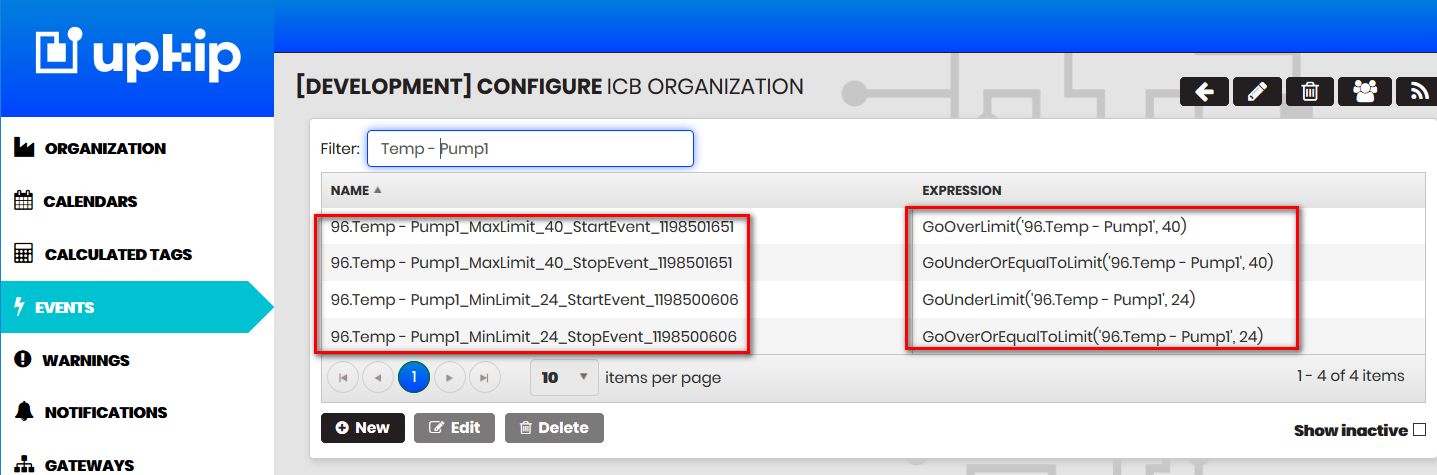 upkip
[DEVELOPMENT] CONFIGURE ICB ORGANIZATION
ORGANIZATION
CALENDARS
CALCULATED TAGS
EVENTS
WARNINGS
NOTIFICATIONS
GATEWAYS
Filter: Temp - Pump1
NAME EXPRESSION
96.Temp - Pump1_MaxLimit_40_StartEvent_1198501651 GoOverLimit('96.Temp - Pump1', 40)
96.Temp - Pump1_MaxLimit_40_StopEvent_1198501651 GoUnderOrEqualToLimit('96.Temp - Pump1', 40)
96.Temp - Pump1_MinLimit_24_StartEvent_1198500606 GoUnderLimit('96.Temp - Pump1', 24)
96.Temp - Pump1_MinLimit_24_StopEvent_1198500606 GoOverOrEqualToLimit('96.Temp - Pump1', 24)
1 10 items per page 1 - 4 of 4 items
New Edit Delete Show inactive